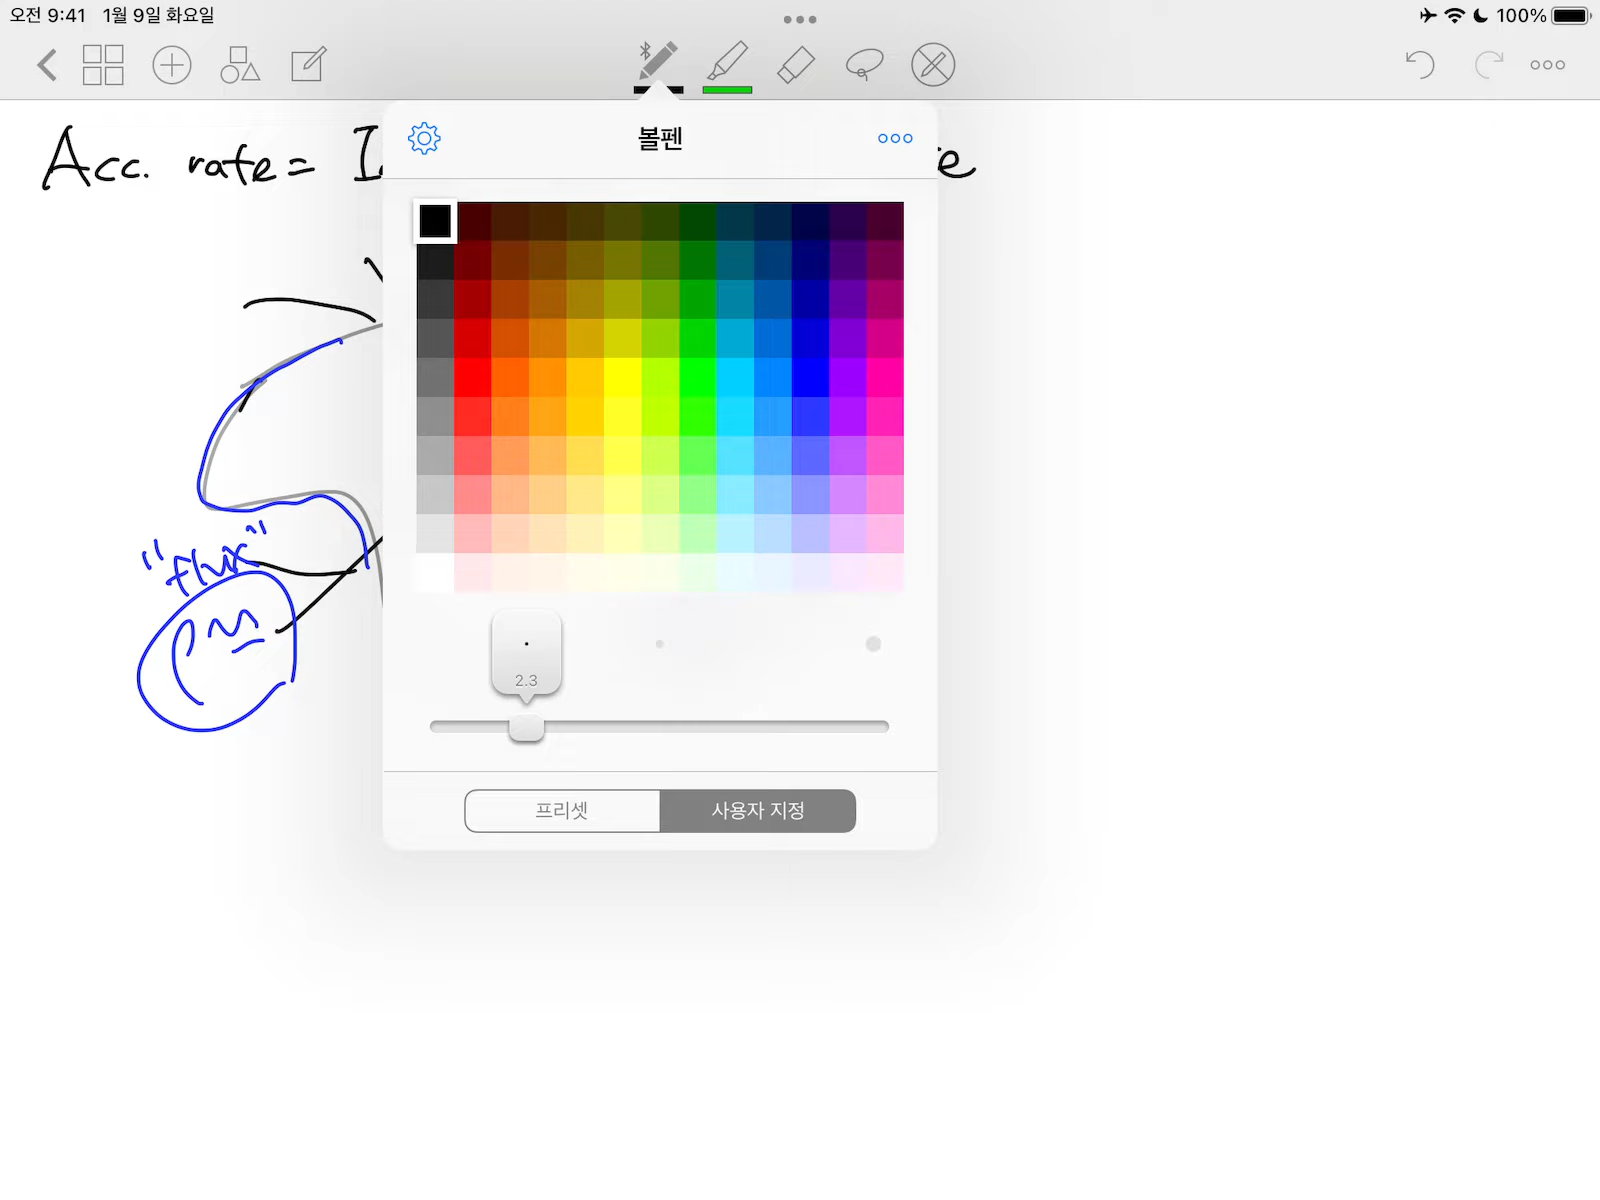 오전 9:41 1월 9일 화요일 100%
볼펜
Acc. rate =
"flux"
2.3
프리셋 사용자 지정